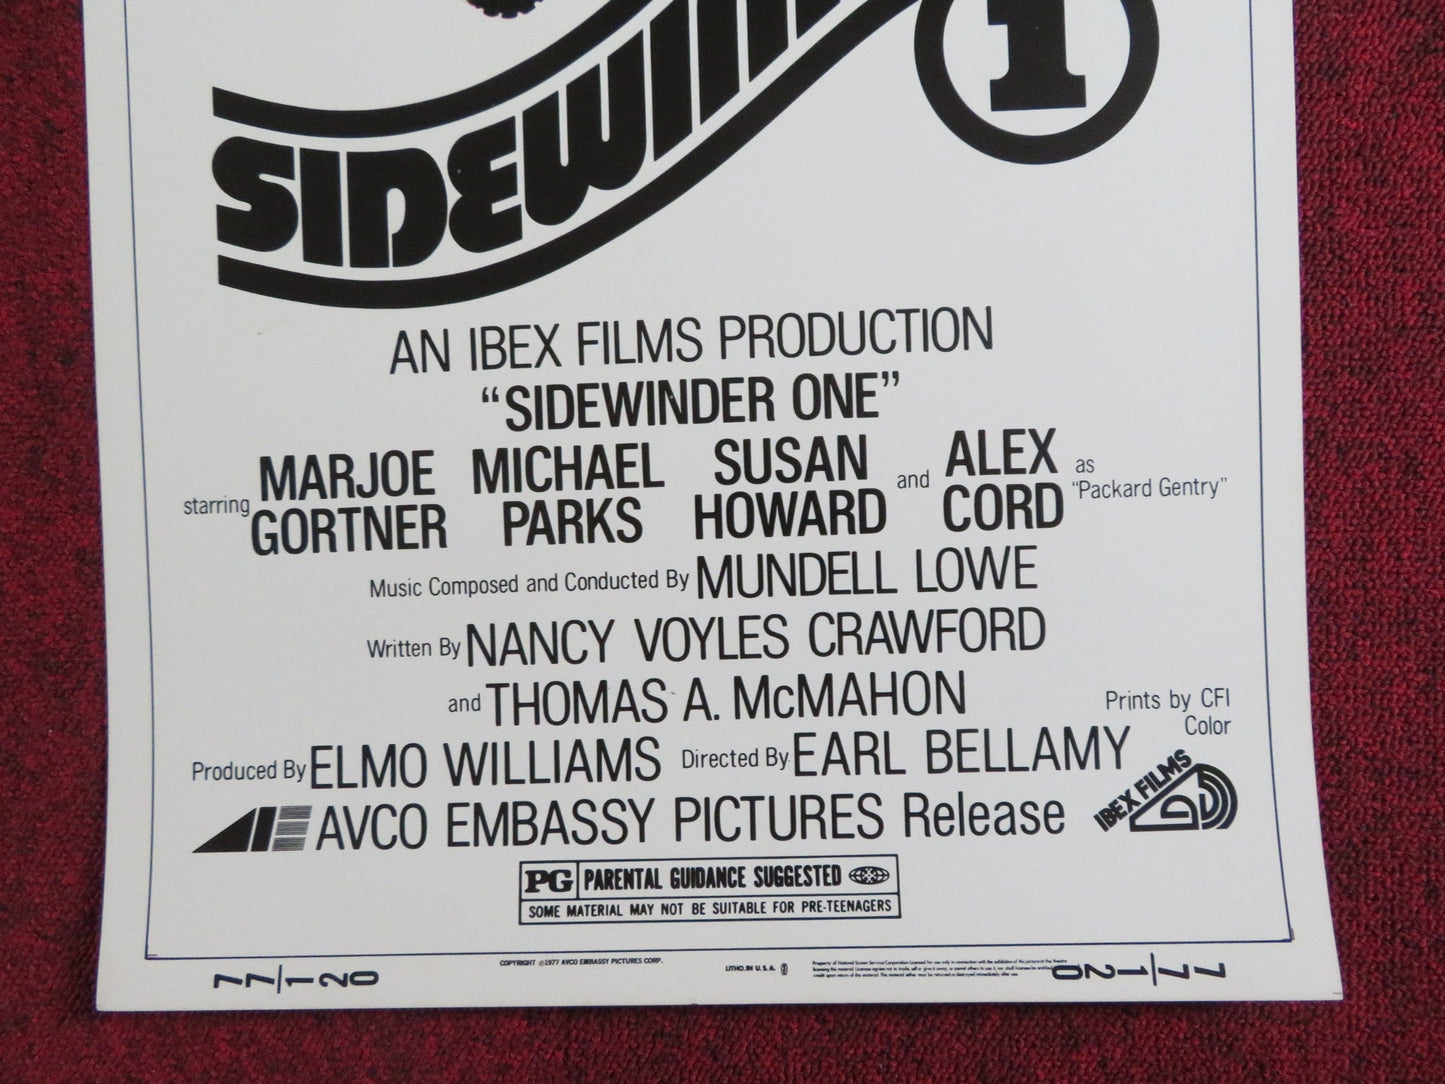 SIDEWIN
1
AN IBEX FILMS PRODUCTION
"SIDEWINDER ONE"
starring MARJOE GORTNER MICHAEL PARKS SUSAN HOWARD and ALEX CORD as "Packard Gentry"
Music Composed and Conducted By MUNDELL LOWE
Written By NANCY VOYLES CRAWFORD
and THOMAS A. McMAHON
Prints by CFI
Color
Produced By ELMO WILLIAMS Directed By EARL BELLAMY
AVCO EMBASSY PICTURES Release
IBEX FILMS
PG PARENTAL GUIDANCE SUGGESTED
SOME MATERIAL MAY NOT BE SUITABLE FOR PRE-TEENAGERS
77/120
COPYRIGHT ©1977 AVCO EMBASSY PICTURES CORP.
LITHO. IN U.S.A.
77/120